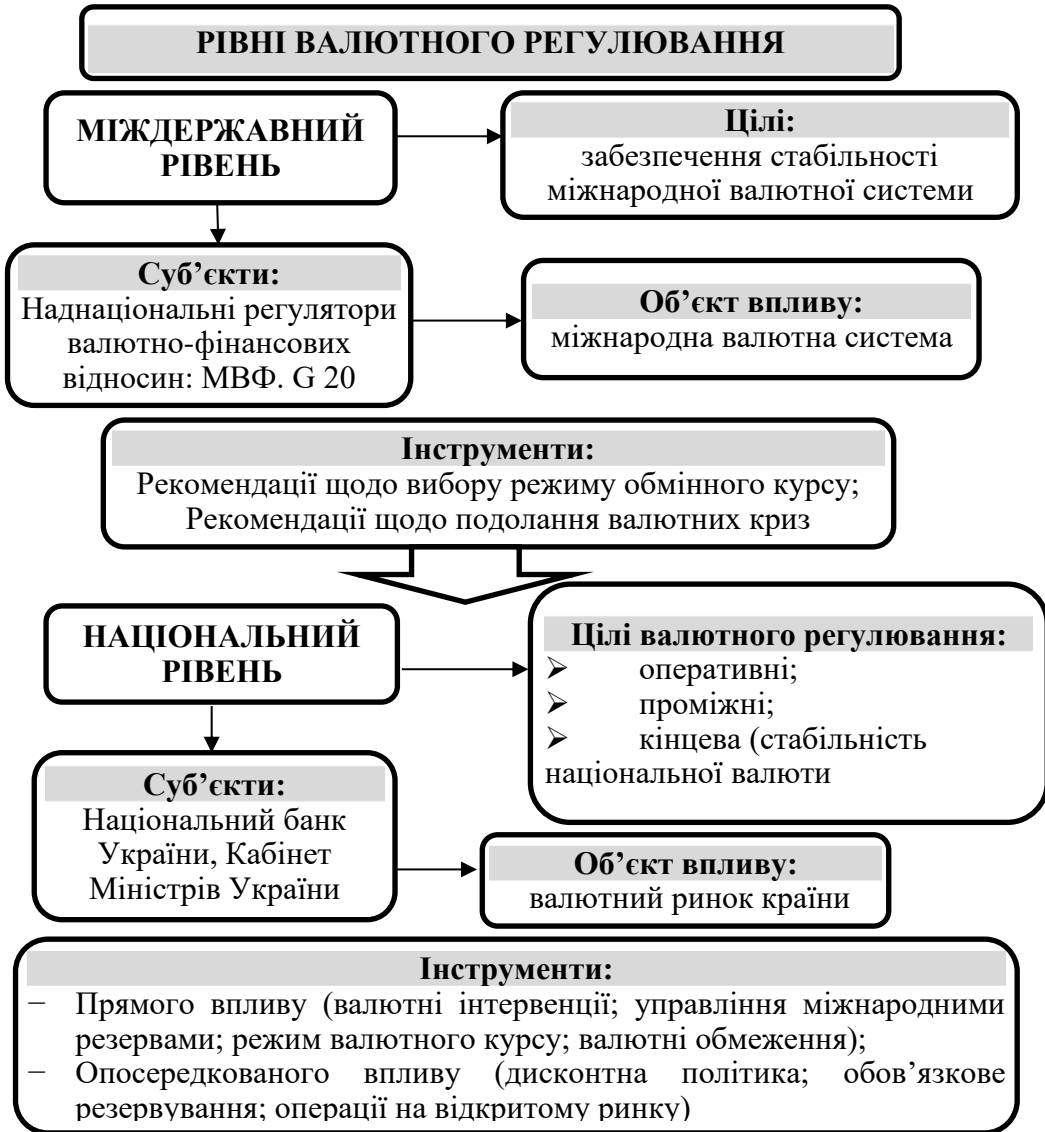 РІВНІ ВАЛЮТНОГО РЕГУЛЮВАННЯ
МІЖДЕРЖАВНИЙ
РІВЕНЬ
Цілі:
забезпечення стабільності
міжнародної валютної системи
Суб’єкти:
Наднаціональні регулятори
валютно-фінансових
відносин: МВФ. G 20
Об’єкт впливу:
міжнародна валютна система
Інструменти:
Рекомендації щодо вибору режиму обмінного курсу;
Рекомендації щодо подолання валютних криз
НАЦІОНАЛЬНИЙ
РІВЕНЬ
Цілі валютного регулювання:
➢ оперативні;
➢ проміжні;
➢ кінцева (стабільність
національної валюти
Суб’єкти:
Національний банк
України, Кабінет
Міністрів України
Об’єкт впливу:
валютний ринок країни
Інструменти:
− Прямого впливу (валютні інтервенції; управління міжнародними
резервами; режим валютного курсу; валютні обмеження);
− Опосередкованого впливу (дисконтна політика; обов’язкове
резервування; операції на відкритому ринку)